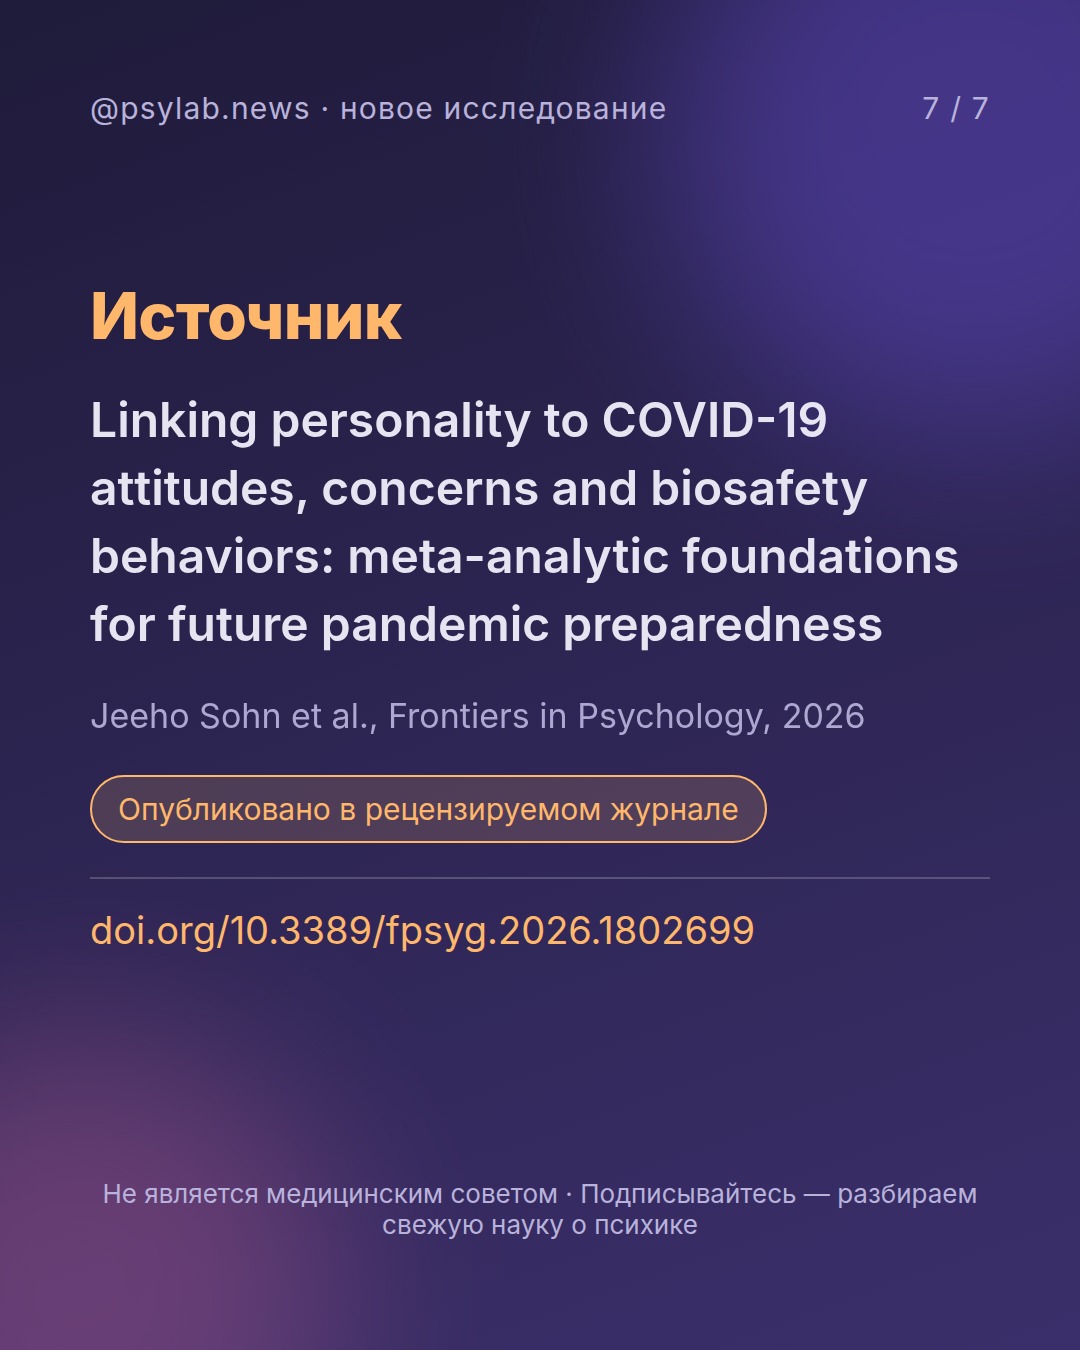 @psylab.news · новое исследование
7 / 7
Источник
Linking personality to COVID-19
attitudes, concerns and biosafety
behaviors: meta-analytic foundations
for future pandemic preparedness
Jeeho Sohn et al., Frontiers in Psychology, 2026
Опубликовано в рецензируемом журнале
doi.org/10.3389/fpsyg.2026.1802699
Не является медицинским советом · Подписывайтесь — разбираем
свежую науку о психике